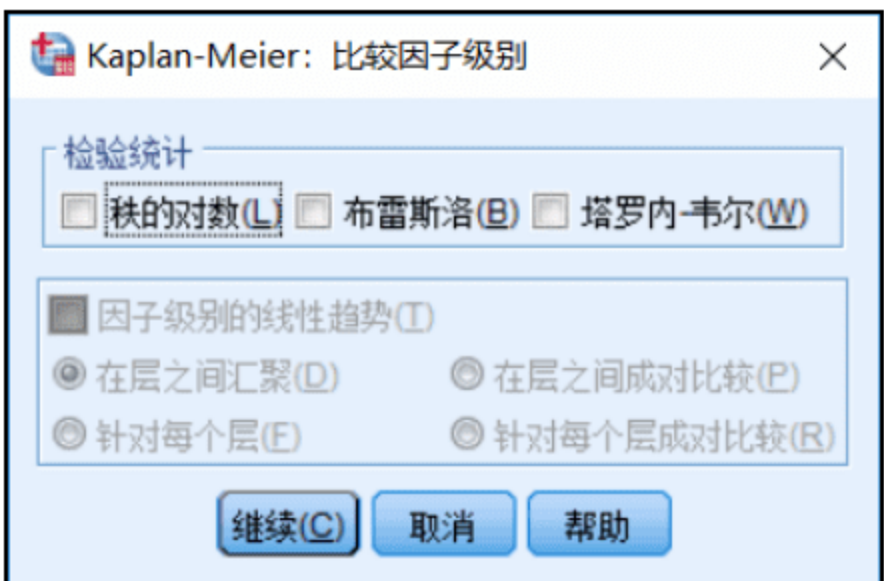 Kaplan-Meier：比较因子级别
检验统计
秩的对数(L) 布雷斯洛(B) 塔罗内-韦尔(W)
因子级别的线性趋势(T)
在层之间汇聚(D) 在层之间成对比较(P)
针对每个层(F) 针对每个层成对比较(R)
继续(C) 取消 帮助